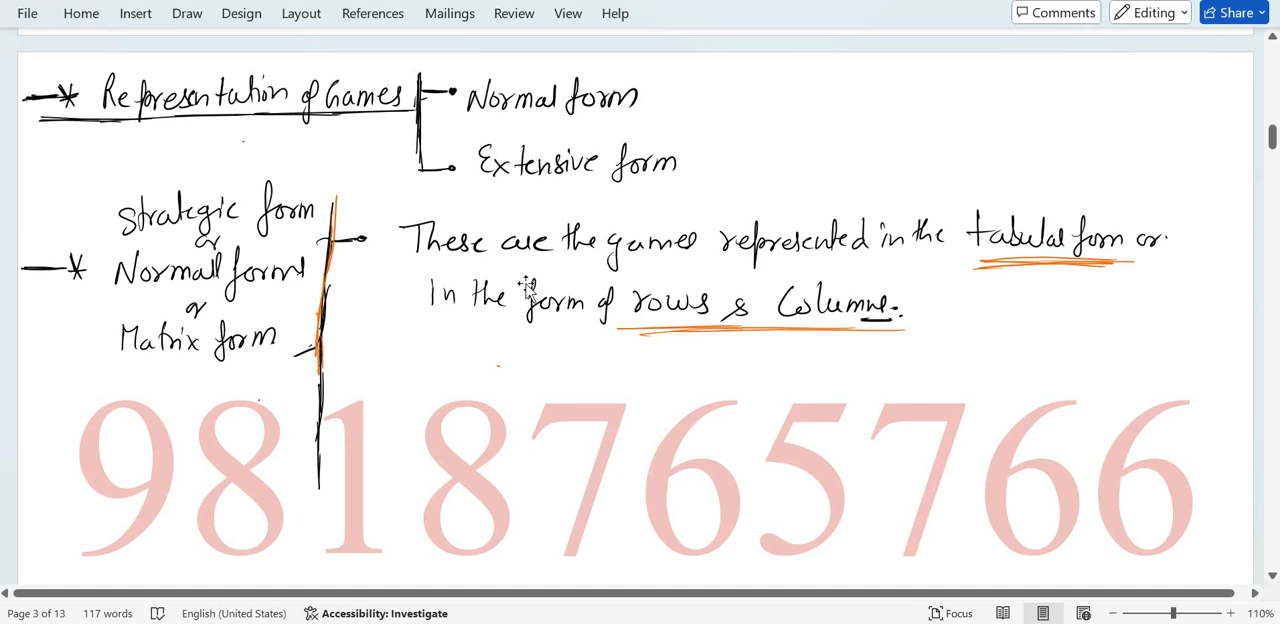 File Home Insert Draw Design Layout References Mailings Review View Help Comments Editing Share
Representation of Games
Normal form
Extensive form
Strategic form
or
Normal form
or
Matrix form
These are the games represented in the tabular form or
In the form of rows & Columns.
9818765766
Page 3 of 13 117 words English (United States) Accessibility: Investigate Focus 110%